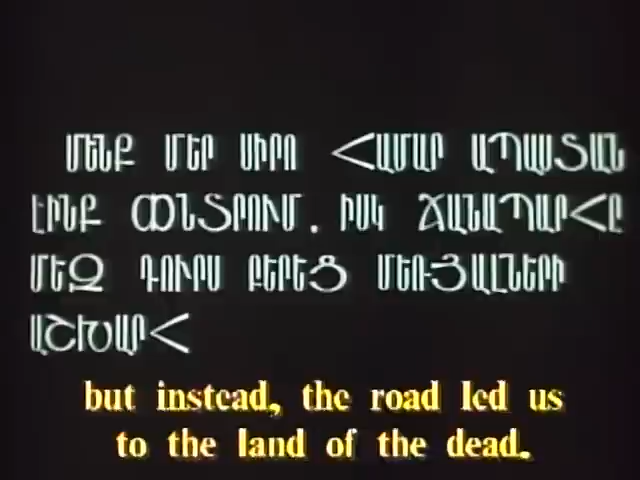 ՄԵՆՔ ՄԵՐ ՍԻՐՈ ՀԱՄԱՐ ԱՊԱՍՏԱՆ
ԷԻՆՔ ՓՆՏՐՈՒՄ. ԻՍԿ ՃԱՆԱՊԱՐՀԸ
ՄԵԶ ԴՈՒՐՍ ԲԵՐԵՑ ՄԵՌՅԱԼՆԵՐԻ
ԱՇԽԱՐՀ
but instead, the road led us
to the land of the dead.